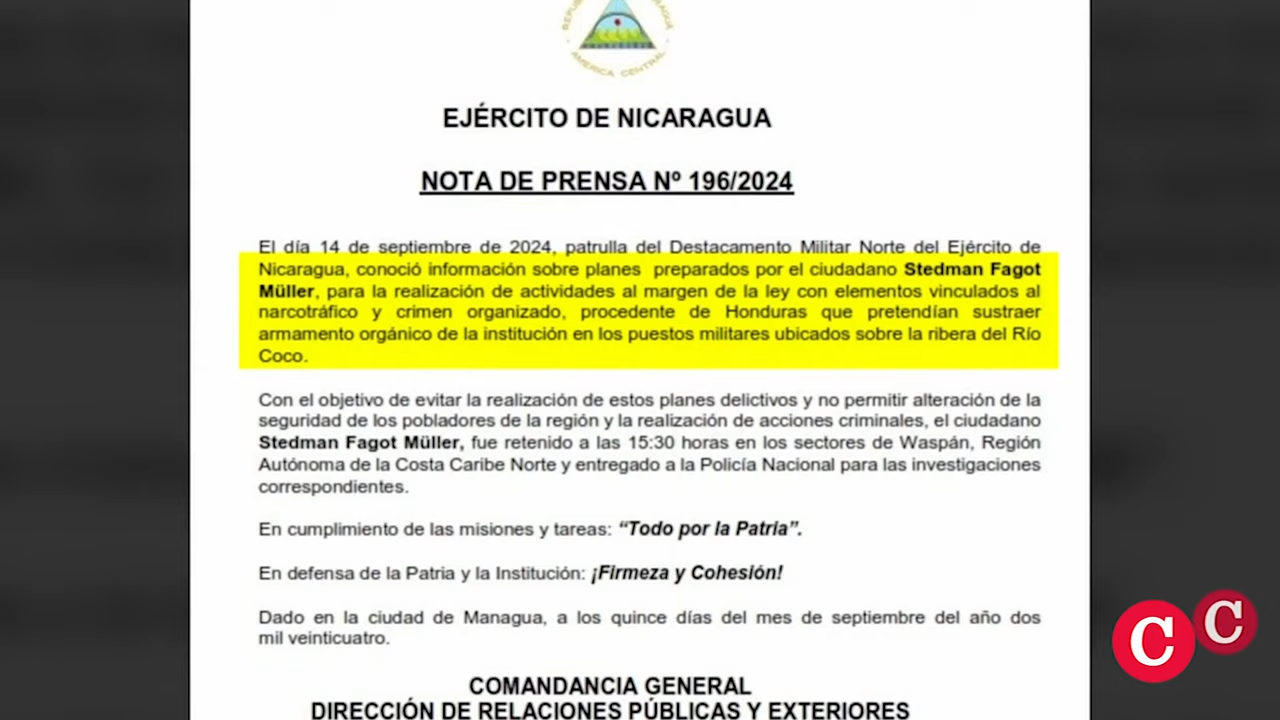 AMERICA CENTRAL
EJÉRCITO DE NICARAGUA
NOTA DE PRENSA Nº 196/2024
El día 14 de septiembre de 2024, patrulla del Destacamento Militar Norte del Ejército de
Nicaragua, conoció información sobre planes preparados por el ciudadano Stedman Fagot
Müller, para la realización de actividades al margen de la ley con elementos vinculados al
narcotráfico y crimen organizado, procedente de Honduras que pretendían sustraer
armamento orgánico de la institución en los puestos militares ubicados sobre la ribera del Río
Coco.
Con el objetivo de evitar la realización de estos planes delictivos y no permitir alteración de la
seguridad de los pobladores de la región y la realización de acciones criminales, el ciudadano
Stedman Fagot Müller, fue retenido a las 15:30 horas en los sectores de Waspán, Región
Autónoma de la Costa Caribe Norte y entregado a la Policía Nacional para las investigaciones
correspondientes.
En cumplimiento de las misiones y tareas: “Todo por la Patria”.
En defensa de la Patria y la Institución: ¡Firmeza y Cohesión!
Dado en la ciudad de Managua, a los quince días del mes de septiembre del año dos
mil veinticuatro.
COMANDANCIA GENERAL
DIRECCIÓN DE RELACIONES PÚBLICAS Y EXTERIORES
C C